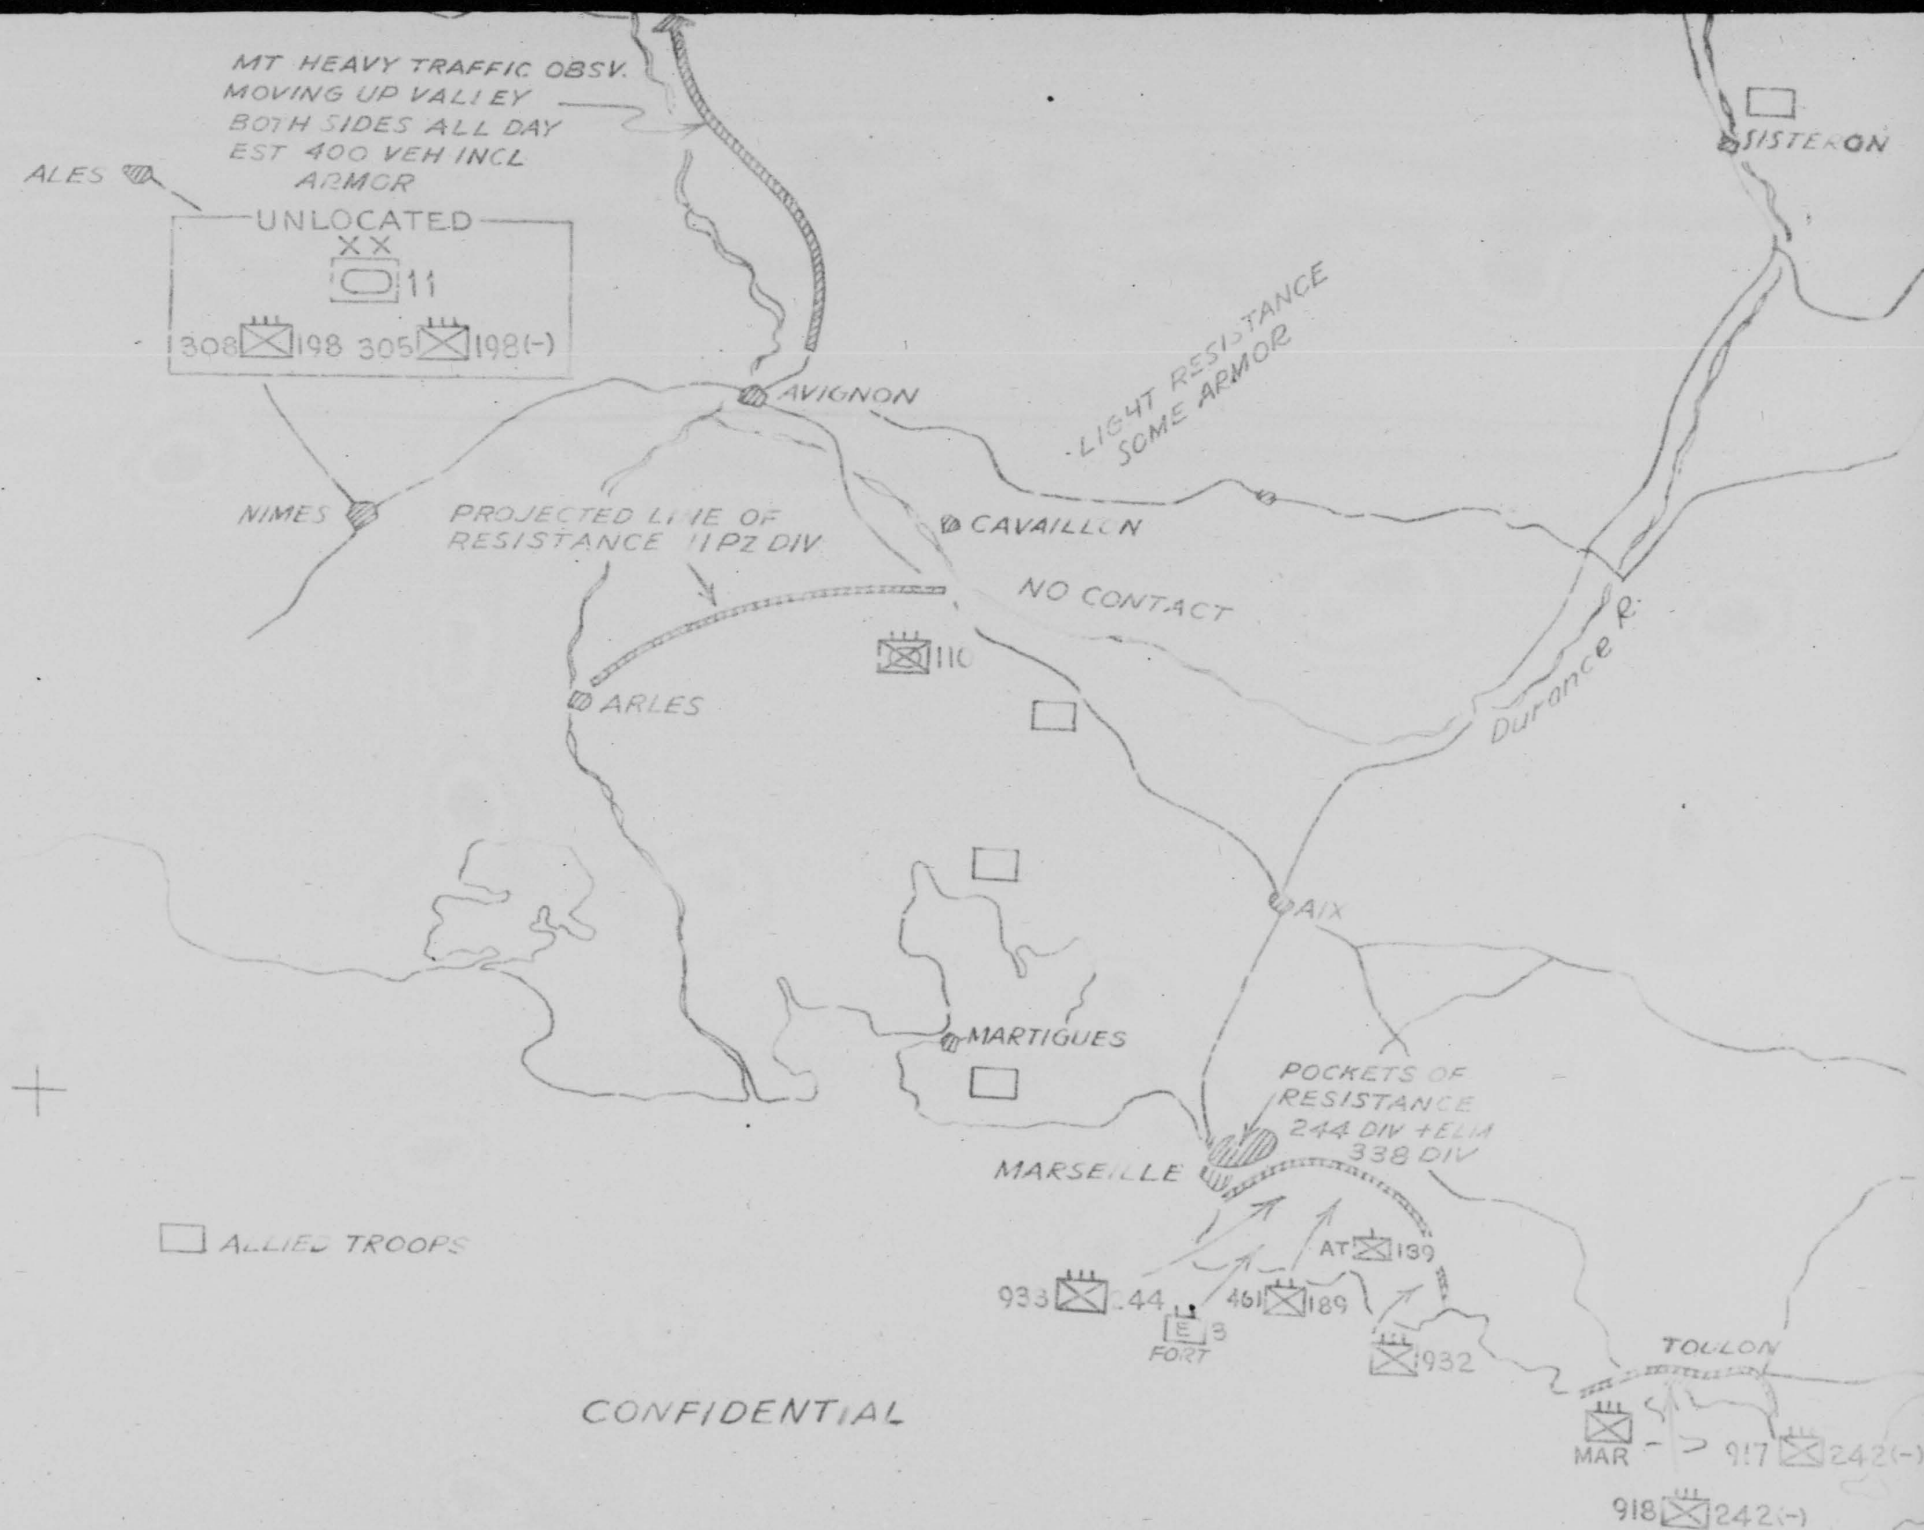 MT HEAVY TRAFFIC OBSV.
MOVING UP VALLEY
BOTH SIDES ALL DAY
EST 400 VEH INCL
ARMOR
SISTERON
ALES
UNLOCATED
XX
11
308 198 305 198(-)
AVIGNON
LIGHT RESISTANCE
SOME ARMOR
NIMES
PROJECTED LINE OF
RESISTANCE 11PZ DIV
CAVAILLON
NO CONTACT
110
ARLES
Durance R.
AIX
MARTIGUES
POCKETS OF
RESISTANCE
244 DIV + ELM
338 DIV
MARSEILLE
ALLIED TROOPS
AT 189
933 244
461 189
E 3
FORT
932
TOULON
CONFIDENTIAL
MAR
917 242(-)
918 242(-)